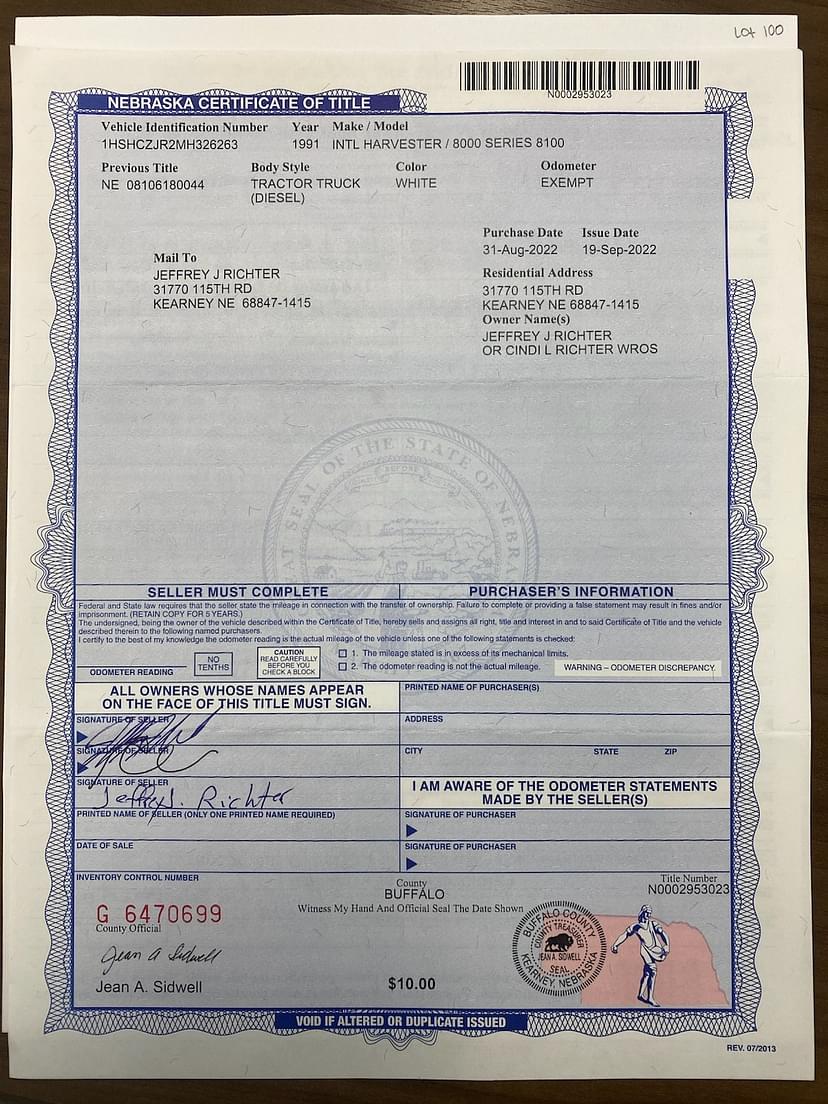 Lot 100
N0002953023
NEBRASKA CERTIFICATE OF TITLE
Vehicle Identification Number Year Make / Model
1HSHCZJR2MH326263 1991 INTL HARVESTER / 8000 SERIES 8100
Previous Title Body Style Color Odometer
NE 08106180044 TRACTOR TRUCK WHITE EXEMPT
(DIESEL)
Purchase Date Issue Date
31-Aug-2022 19-Sep-2022
Mail To
JEFFREY J RICHTER
31770 115TH RD
KEARNEY NE 68847-1415
Residential Address
31770 115TH RD
KEARNEY NE 68847-1415
Owner Name(s)
JEFFREY J RICHTER
OR CINDI L RICHTER WROS
SEAL OF THE STATE OF NEBRA
SELLER MUST COMPLETE PURCHASER'S INFORMATION
Federal and State law requires that the seller state the mileage in connection with the transfer of ownership. Failure to complete or providing a false statement may result in fines and/or
imprisonment. (RETAIN COPY FOR 5 YEARS.)
The undersigned, being the owner of the vehicle described within the Certificate of Title, hereby sells and assigns all right, title and interest in and to said Certificate of Title and the vehicle
described therein to the following named purchasers.
I certify to the best of my knowledge the odometer reading is the actual mileage of the vehicle unless one of the following statements is checked:
ODOMETER READING
NO
TENTHS
CAUTION
READ CAREFULLY
BEFORE YOU
CHECK A BLOCK
1. The mileage stated is in excess of its mechanical limits.
2. The odometer reading is not the actual mileage.
WARNING – ODOMETER DISCREPANCY.
ALL OWNERS WHOSE NAMES APPEAR
ON THE FACE OF THIS TITLE MUST SIGN.
SIGNATURE OF SELLER
SIGNATURE OF SELLER
SIGNATURE OF SELLER
Jeffrey J. Richter
PRINTED NAME OF SELLER (ONLY ONE PRINTED NAME REQUIRED)
DATE OF SALE
PRINTED NAME OF PURCHASER(S)
ADDRESS
CITY STATE ZIP
I AM AWARE OF THE ODOMETER STATEMENTS
MADE BY THE SELLER(S)
SIGNATURE OF PURCHASER
SIGNATURE OF PURCHASER
INVENTORY CONTROL NUMBER
G 6470699
County Official
Jean A Sidwell
Jean A. Sidwell
County
BUFFALO
Witness My Hand And Official Seal The Date Shown
$10.00
Title Number
N0002953023
BUFFALO COUNTY
COUNTY TREASURER
JEAN A. SIDWELL
SEAL
KEARNEY, NEBRASKA
VOID IF ALTERED OR DUPLICATE ISSUED
REV. 07/2013